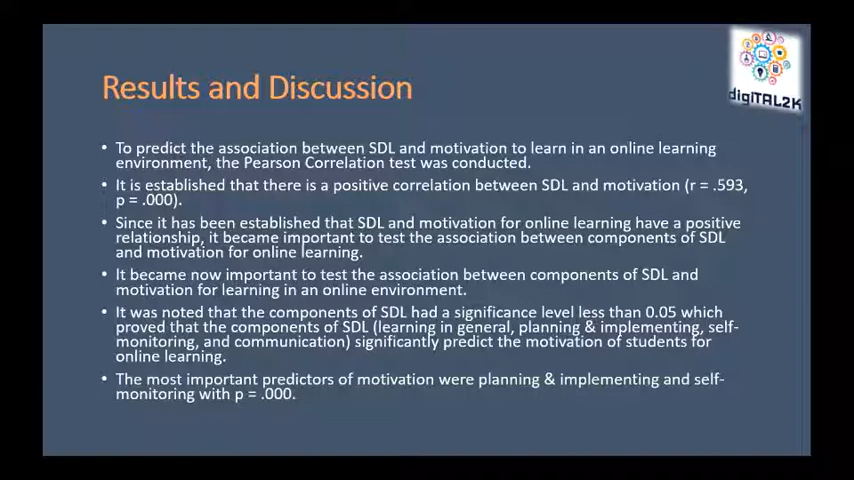 digiTAL2K
Results and Discussion
• To predict the association between SDL and motivation to learn in an online learning
environment, the Pearson Correlation test was conducted.
• It is established that there is a positive correlation between SDL and motivation (r = .593,
p = .000).
• Since it has been established that SDL and motivation for online learning have a positive
relationship, it became important to test the association between components of SDL
and motivation for online learning.
• It became now important to test the association between components of SDL and
motivation for learning in an online environment.
• It was noted that the components of SDL had a significance level less than 0.05 which
proved that the components of SDL (learning in general, planning & implementing, self-
monitoring, and communication) significantly predict the motivation of students for
online learning.
• The most important predictors of motivation were planning & implementing and self-
monitoring with p = .000.